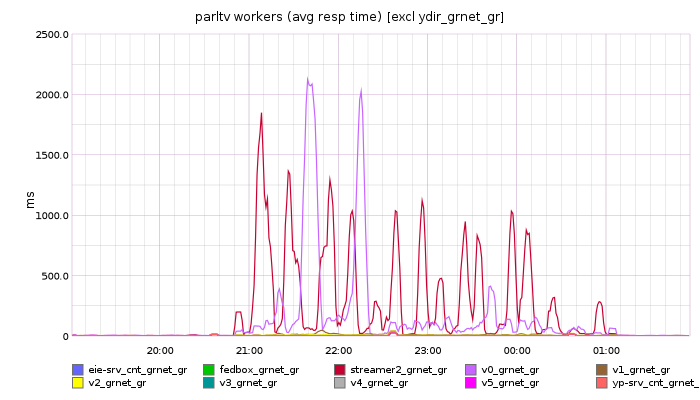 parltv workers (avg resp time) [excl ydir_grnet_gr]
2500.0
2000.0
1500.0
1000.0
500.0
0
ms
20:00 21:00 22:00 23:00 00:00 01:00
eie-srv_cnt_grnet_gr fedbox_grnet_gr streamer2_grnet_gr v0_grnet_gr v1_grnet_gr
v2_grnet_gr v3_grnet_gr v4_grnet_gr v5_grnet_gr yp-srv_cnt_grnet_